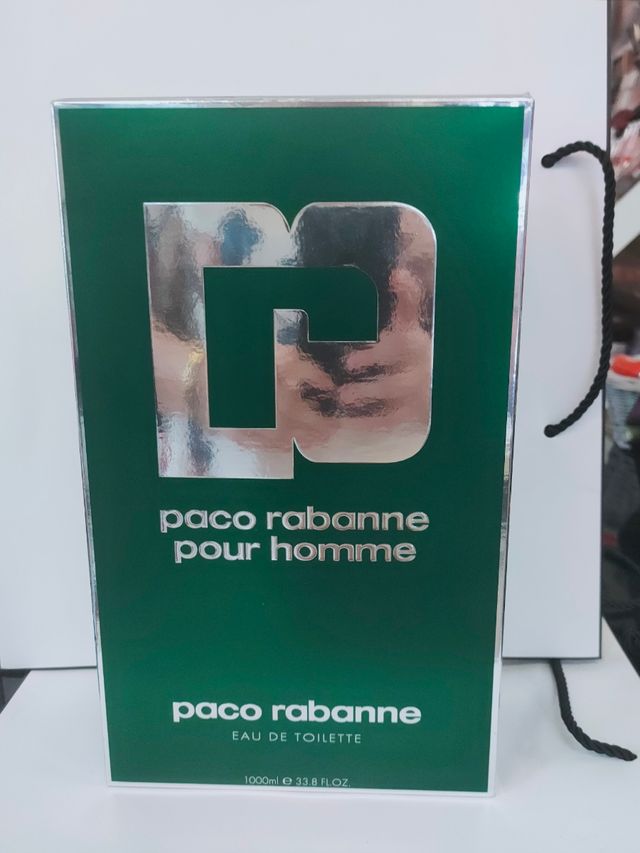 paco rabanne
pour homme
paco rabanne
EAU DE TOILETTE
1000ml e 33.8 FL.OZ.